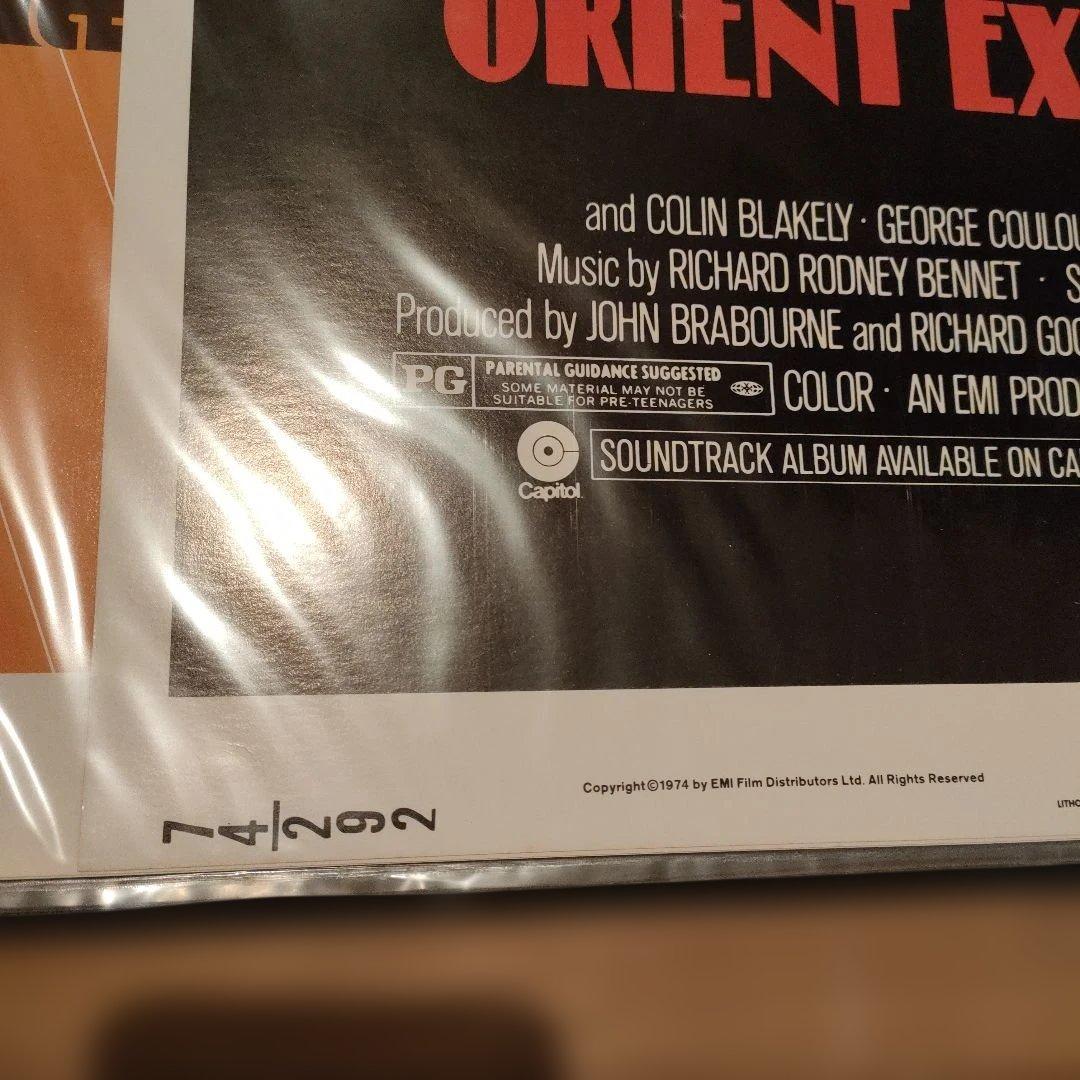 ORIENT EX
and COLIN BLAKELY · GEORGE COULOU
Music by RICHARD RODNEY BENNET · S
Produced by JOHN BRABOURNE and RICHARD GOO
PG PARENTAL GUIDANCE SUGGESTED
SOME MATERIAL MAY NOT BE
SUITABLE FOR PRE-TEENAGERS
COLOR · AN EMI PROD
Capitol
SOUNDTRACK ALBUM AVAILABLE ON CA
Copyright ©1974 by EMI Film Distributors Ltd. All Rights Reserved
LITHO
74/292